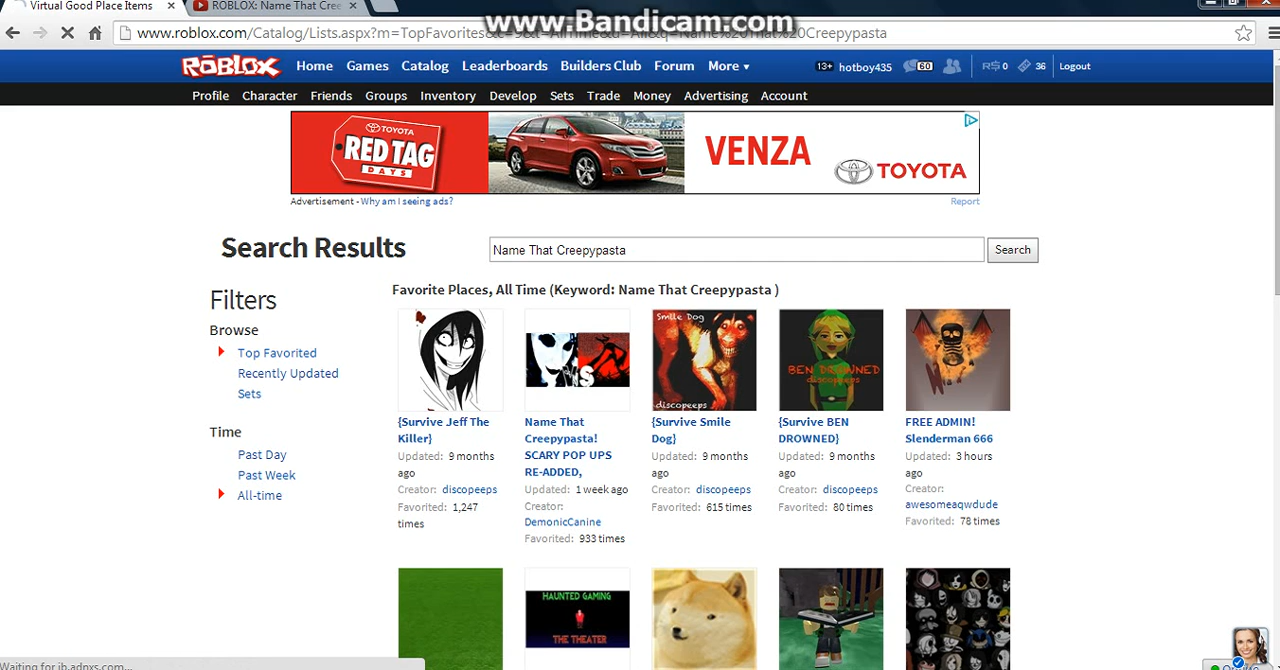 Virtual Good Place Items
ROBLOX: Name That Cree
www.Bandicam.com
www.roblox.com/Catalog/Lists.aspx?m=TopFavorites&c=9&t=AllTime&d=All&q=Name%20That%20Creepypasta
ROBLOX Home Games Catalog Leaderboards Builders Club Forum More 13+ hotboy435 60 R$ 0 36 Logout
Profile Character Friends Groups Inventory Develop Sets Trade Money Advertising Account
TOYOTA
RED TAG
DAYS
VENZA
TOYOTA
Advertisement - Why am I seeing ads? Report
Search Results Name That Creepypasta Search
Filters
Browse
Top Favorited
Recently Updated
Sets
Time
Past Day
Past Week
All-time
Favorite Places, All Time (Keyword: Name That Creepypasta )
{Survive Jeff The
Killer}
Updated: 9 months
ago
Creator: discopeeps
Favorited: 1,247
times
Name That
Creepypasta!
SCARY POP UPS
RE-ADDED,
Updated: 1 week ago
Creator:
DemonicCanine
Favorited: 933 times
Smile Dog
discopeeps
{Survive Smile
Dog}
Updated: 9 months
ago
Creator: discopeeps
Favorited: 615 times
BEN DROWNED
discopeeps
{Survive BEN
DROWNED}
Updated: 9 months
ago
Creator: discopeeps
Favorited: 80 times
FREE ADMIN!
Slenderman 666
Updated: 3 hours
ago
Creator:
awesomeaqwdude
Favorited: 78 times
HAUNTED GAMING
THE THEATER
Waiting for ib.adnxs.com...